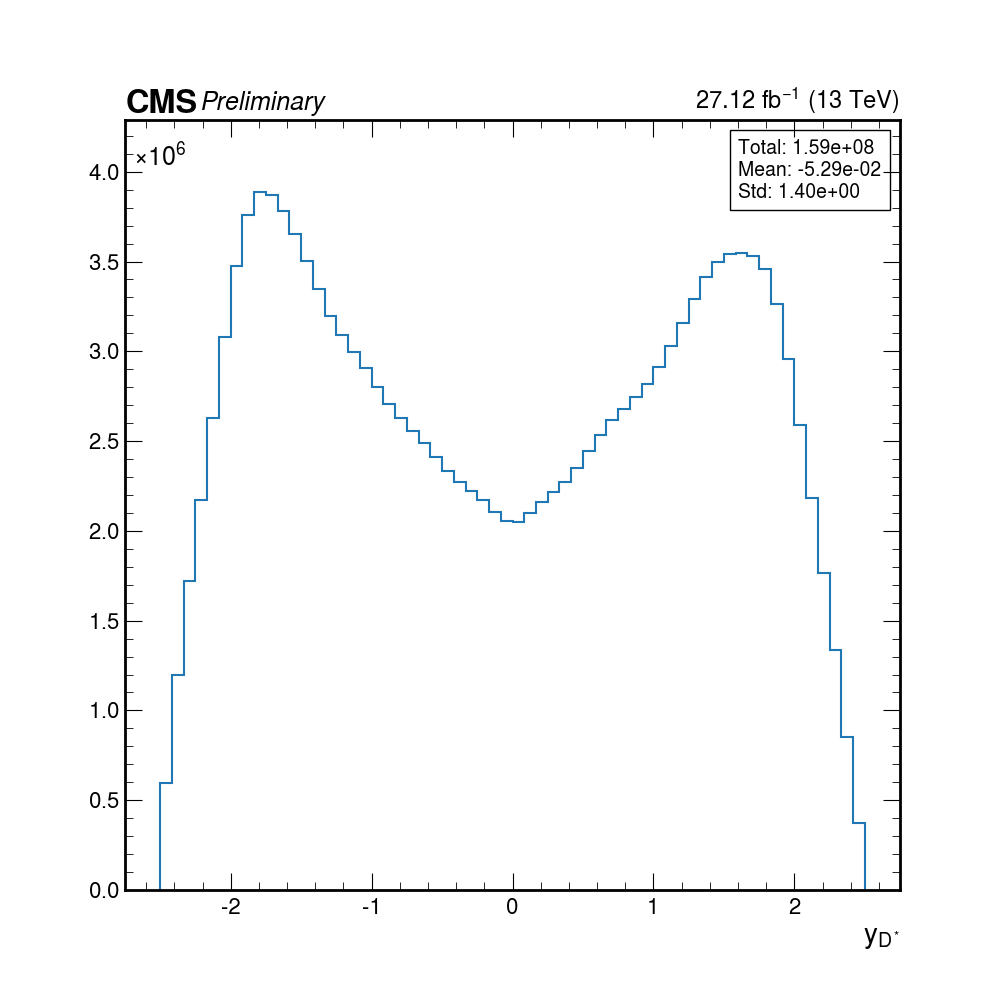 CMS Preliminary 27.12 fb⁻¹ (13 TeV)
×10⁶
Total: 1.59e+08
Mean: -5.29e-02
Std: 1.40e+00
4.0
3.5
3.0
2.5
2.0
1.5
1.0
0.5
0.0
-2 -1 0 1 2
y_D*